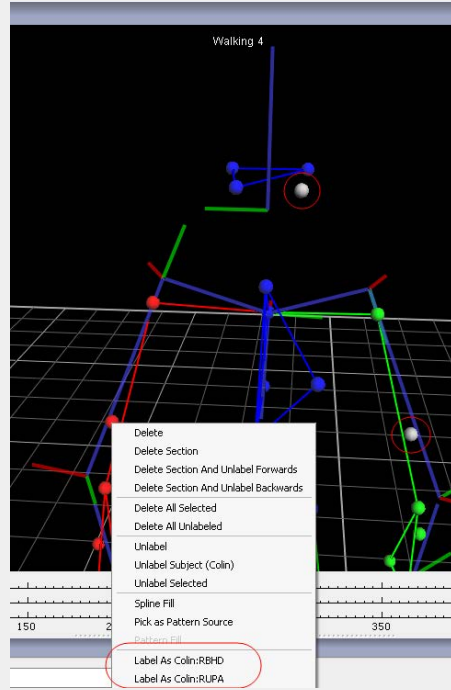 Walking 4
Delete
Delete Section
Delete Section And Unlabel Forwards
Delete Section And Unlabel Backwards
Delete All Selected
Delete All Unlabeled
Unlabel
Unlabel Subject (Colin)
Unlabel Selected
Spline Fill
Pick as Pattern Source
Pattern Fill
150 2 350
Label As Colin:RBHD
Label As Colin:RUPA